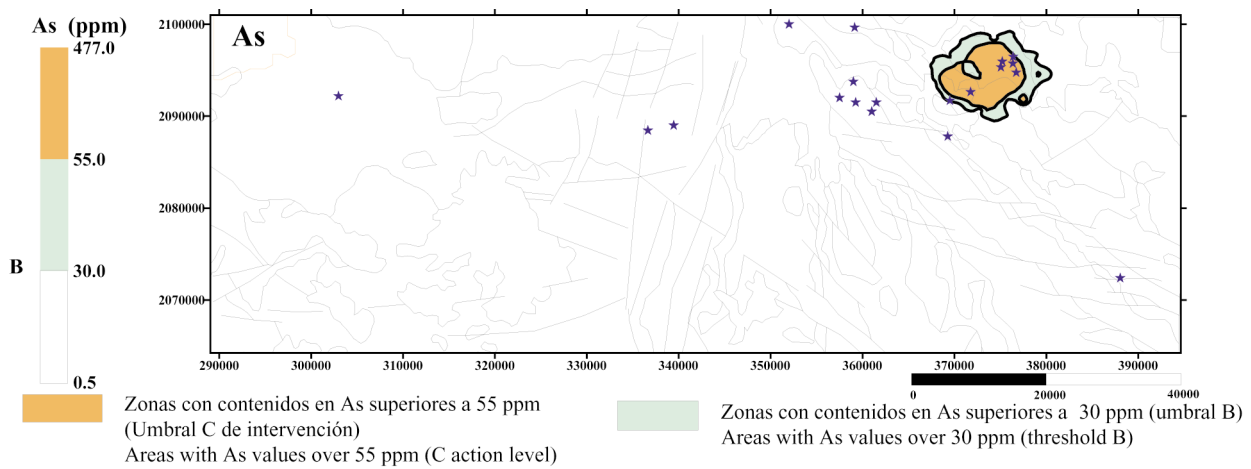 As (ppm)
477.0
55.0
B
30.0
0.5
As
2100000
2090000
2080000
2070000
290000 300000 310000 320000 330000 340000 350000 360000 370000 380000 390000
0 20000 40000
Zonas con contenidos en As superiores a 55 ppm
(Umbral C de intervención)
Areas with As values over 55 ppm (C action level)
Zonas con contenidos en As superiores a 30 ppm (umbral B)
Areas with As values over 30 ppm (threshold B)